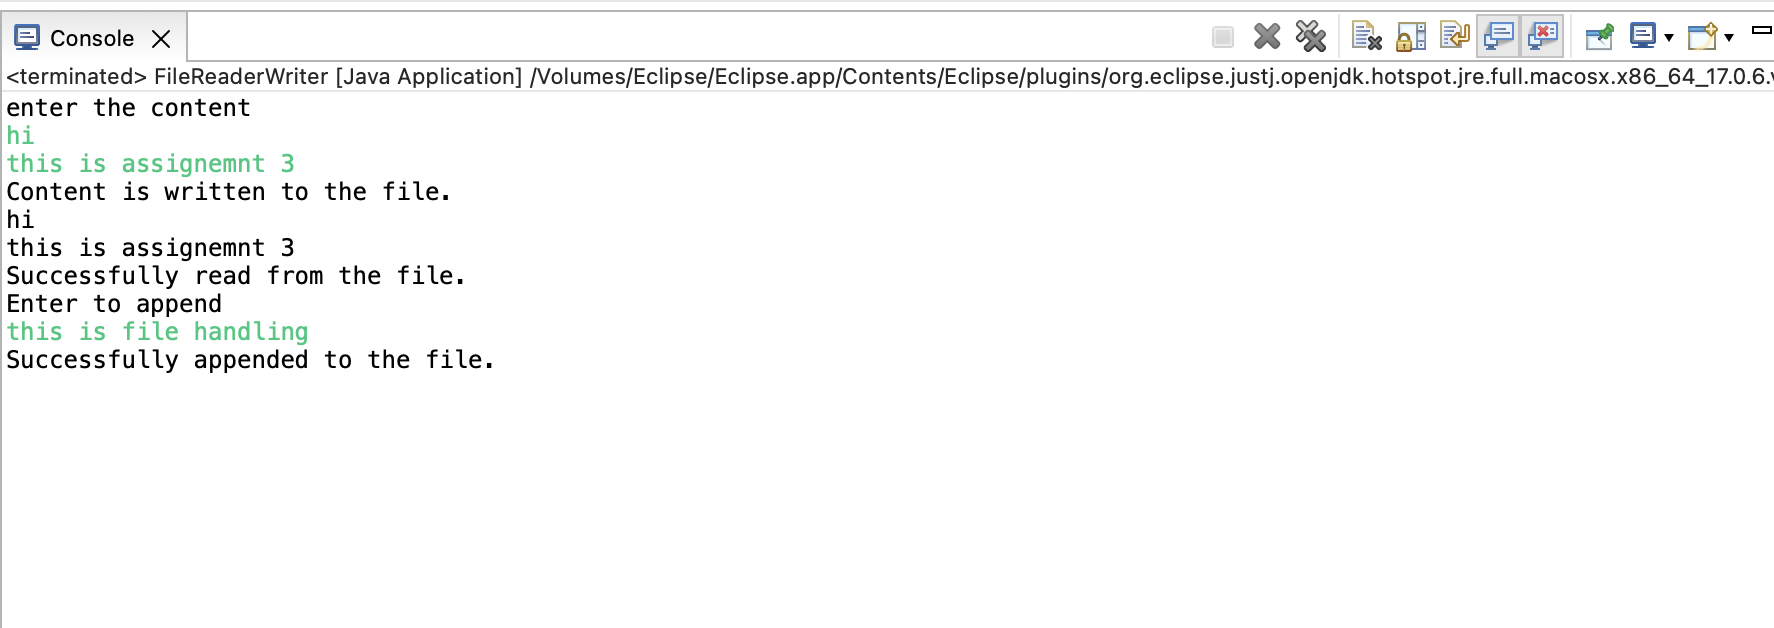 Console
<terminated> FileReaderWriter [Java Application] /Volumes/Eclipse/Eclipse.app/Contents/Eclipse/plugins/org.eclipse.justj.openjdk.hotspot.jre.full.macosx.x86_64_17.0.6.v
enter the content
hi
this is assignemnt 3
Content is written to the file.
hi
this is assignemnt 3
Successfully read from the file.
Enter to append
this is file handling
Successfully appended to the file.